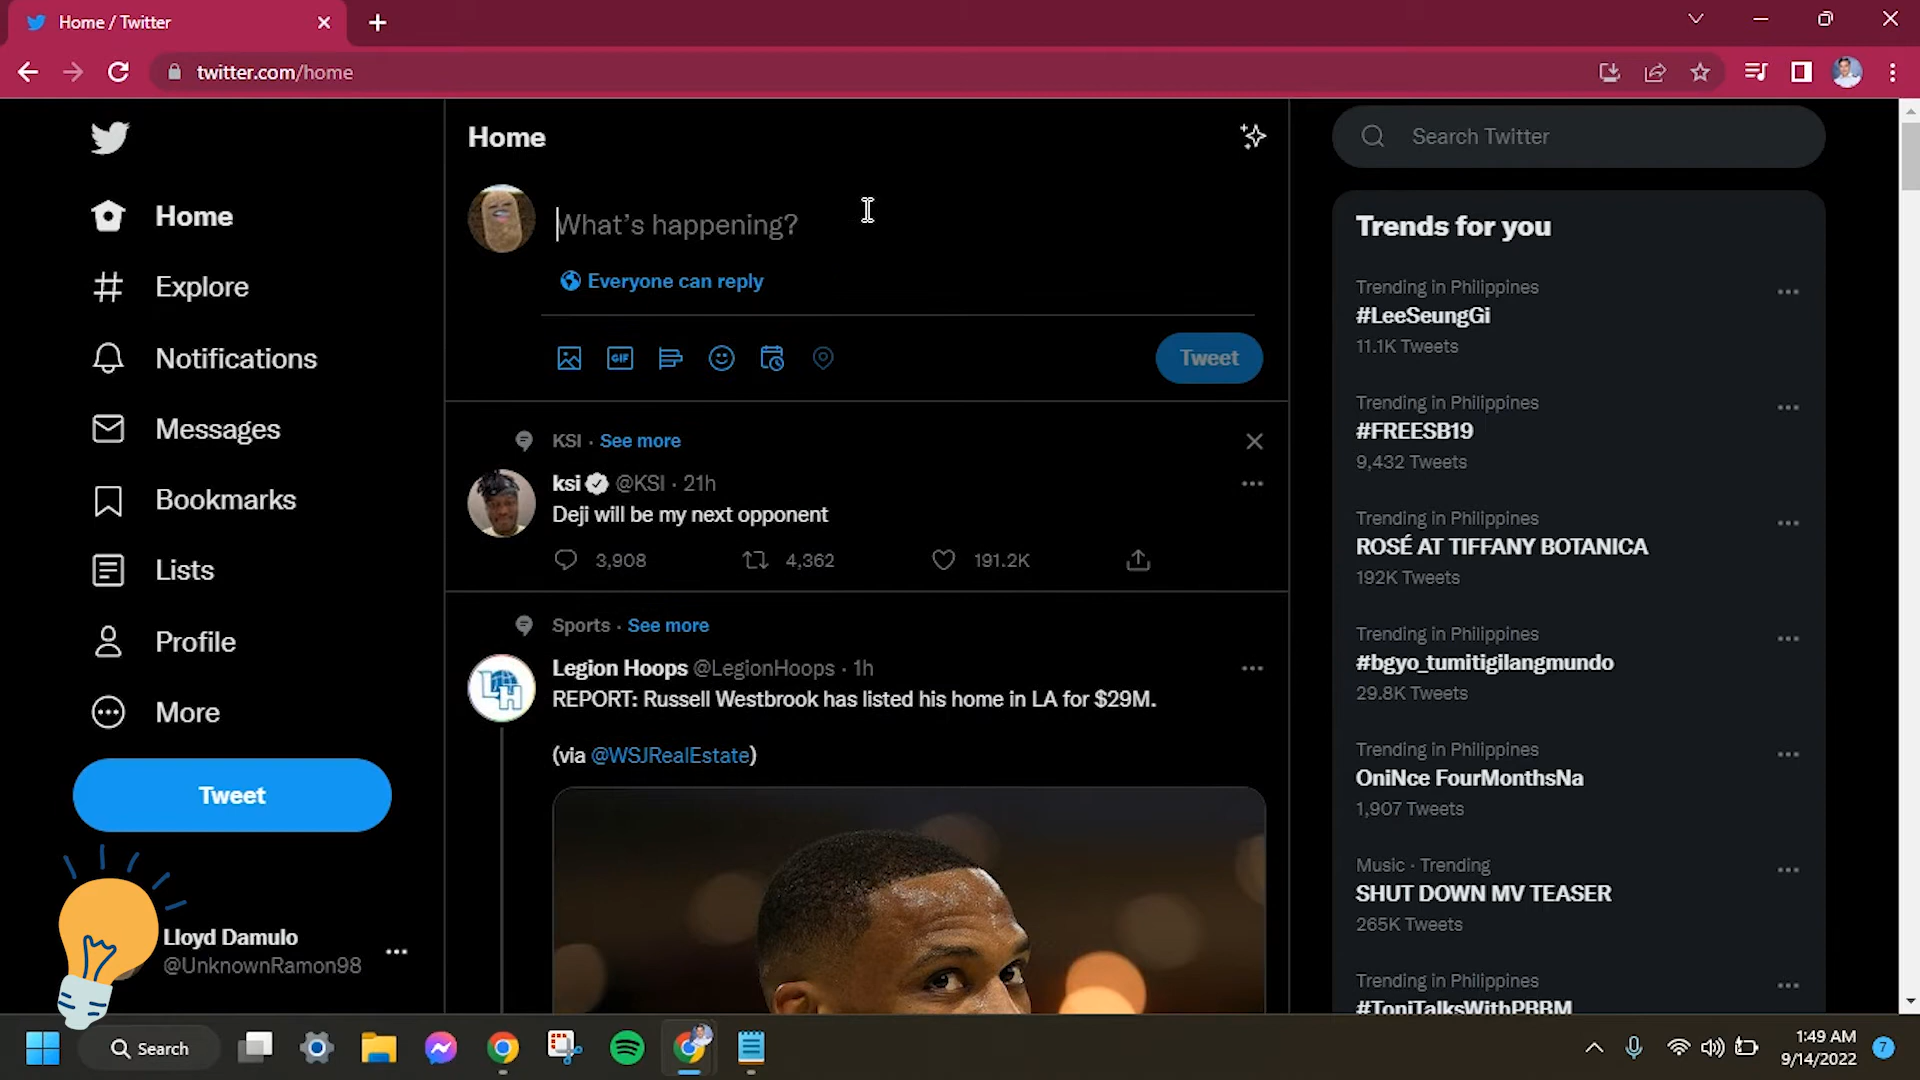 Home / Twitter
twitter.com/home
Home
Explore
Notifications
Messages
Bookmarks
Lists
Profile
More
Tweet
Lloyd Damulo
@UnknownRamon98
Home
What's happening?
Everyone can reply
GIF
Tweet
KSI · See more
ksi @KSI · 21h
Deji will be my next opponent
3,908 4,362 191.2K
Sports · See more
Legion Hoops @LegionHoops · 1h
REPORT: Russell Westbrook has listed his home in LA for $29M.
(via @WSJRealEstate)
LH
Search Twitter
Trends for you
Trending in Philippines
#LeeSeungGi
11.1K Tweets
Trending in Philippines
#FREESB19
9,432 Tweets
Trending in Philippines
ROSÉ AT TIFFANY BOTANICA
192K Tweets
Trending in Philippines
#bgyo_tumitigilangmundo
29.8K Tweets
Trending in Philippines
OniNce FourMonthsNa
1,907 Tweets
Music · Trending
SHUT DOWN MV TEASER
265K Tweets
Trending in Philippines
#ToniTalksWithPBBM
Search
1:49 AM
9/14/2022
7